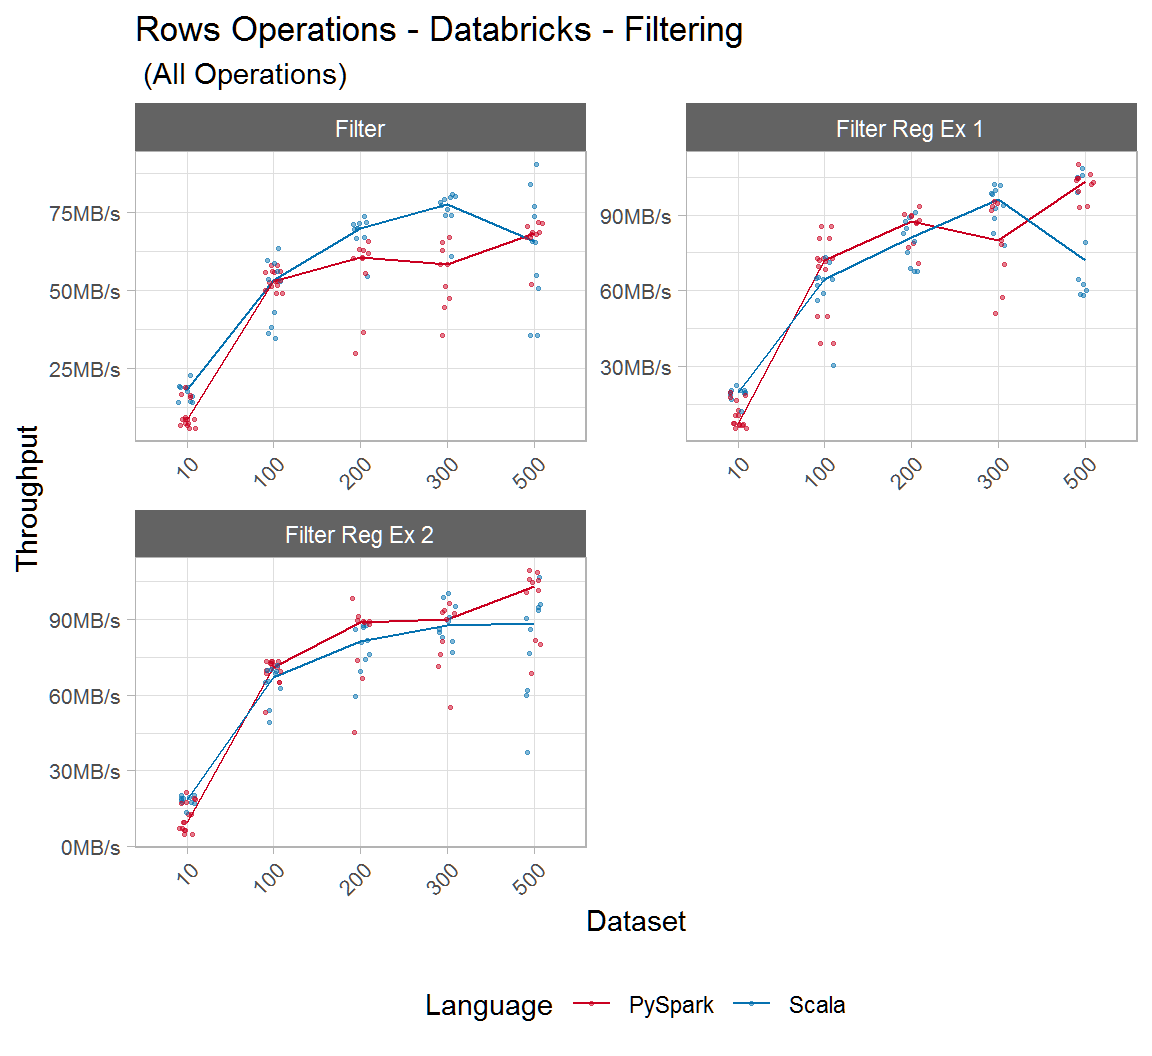 Rows Operations - Databricks - Filtering
(All Operations)
Filter
Filter Reg Ex 1
75MB/s
50MB/s
25MB/s
90MB/s
60MB/s
30MB/s
10
100
200
300
500
10
100
200
300
500
Throughput
Filter Reg Ex 2
90MB/s
60MB/s
30MB/s
0MB/s
10
100
200
300
500
Dataset
Language PySpark Scala